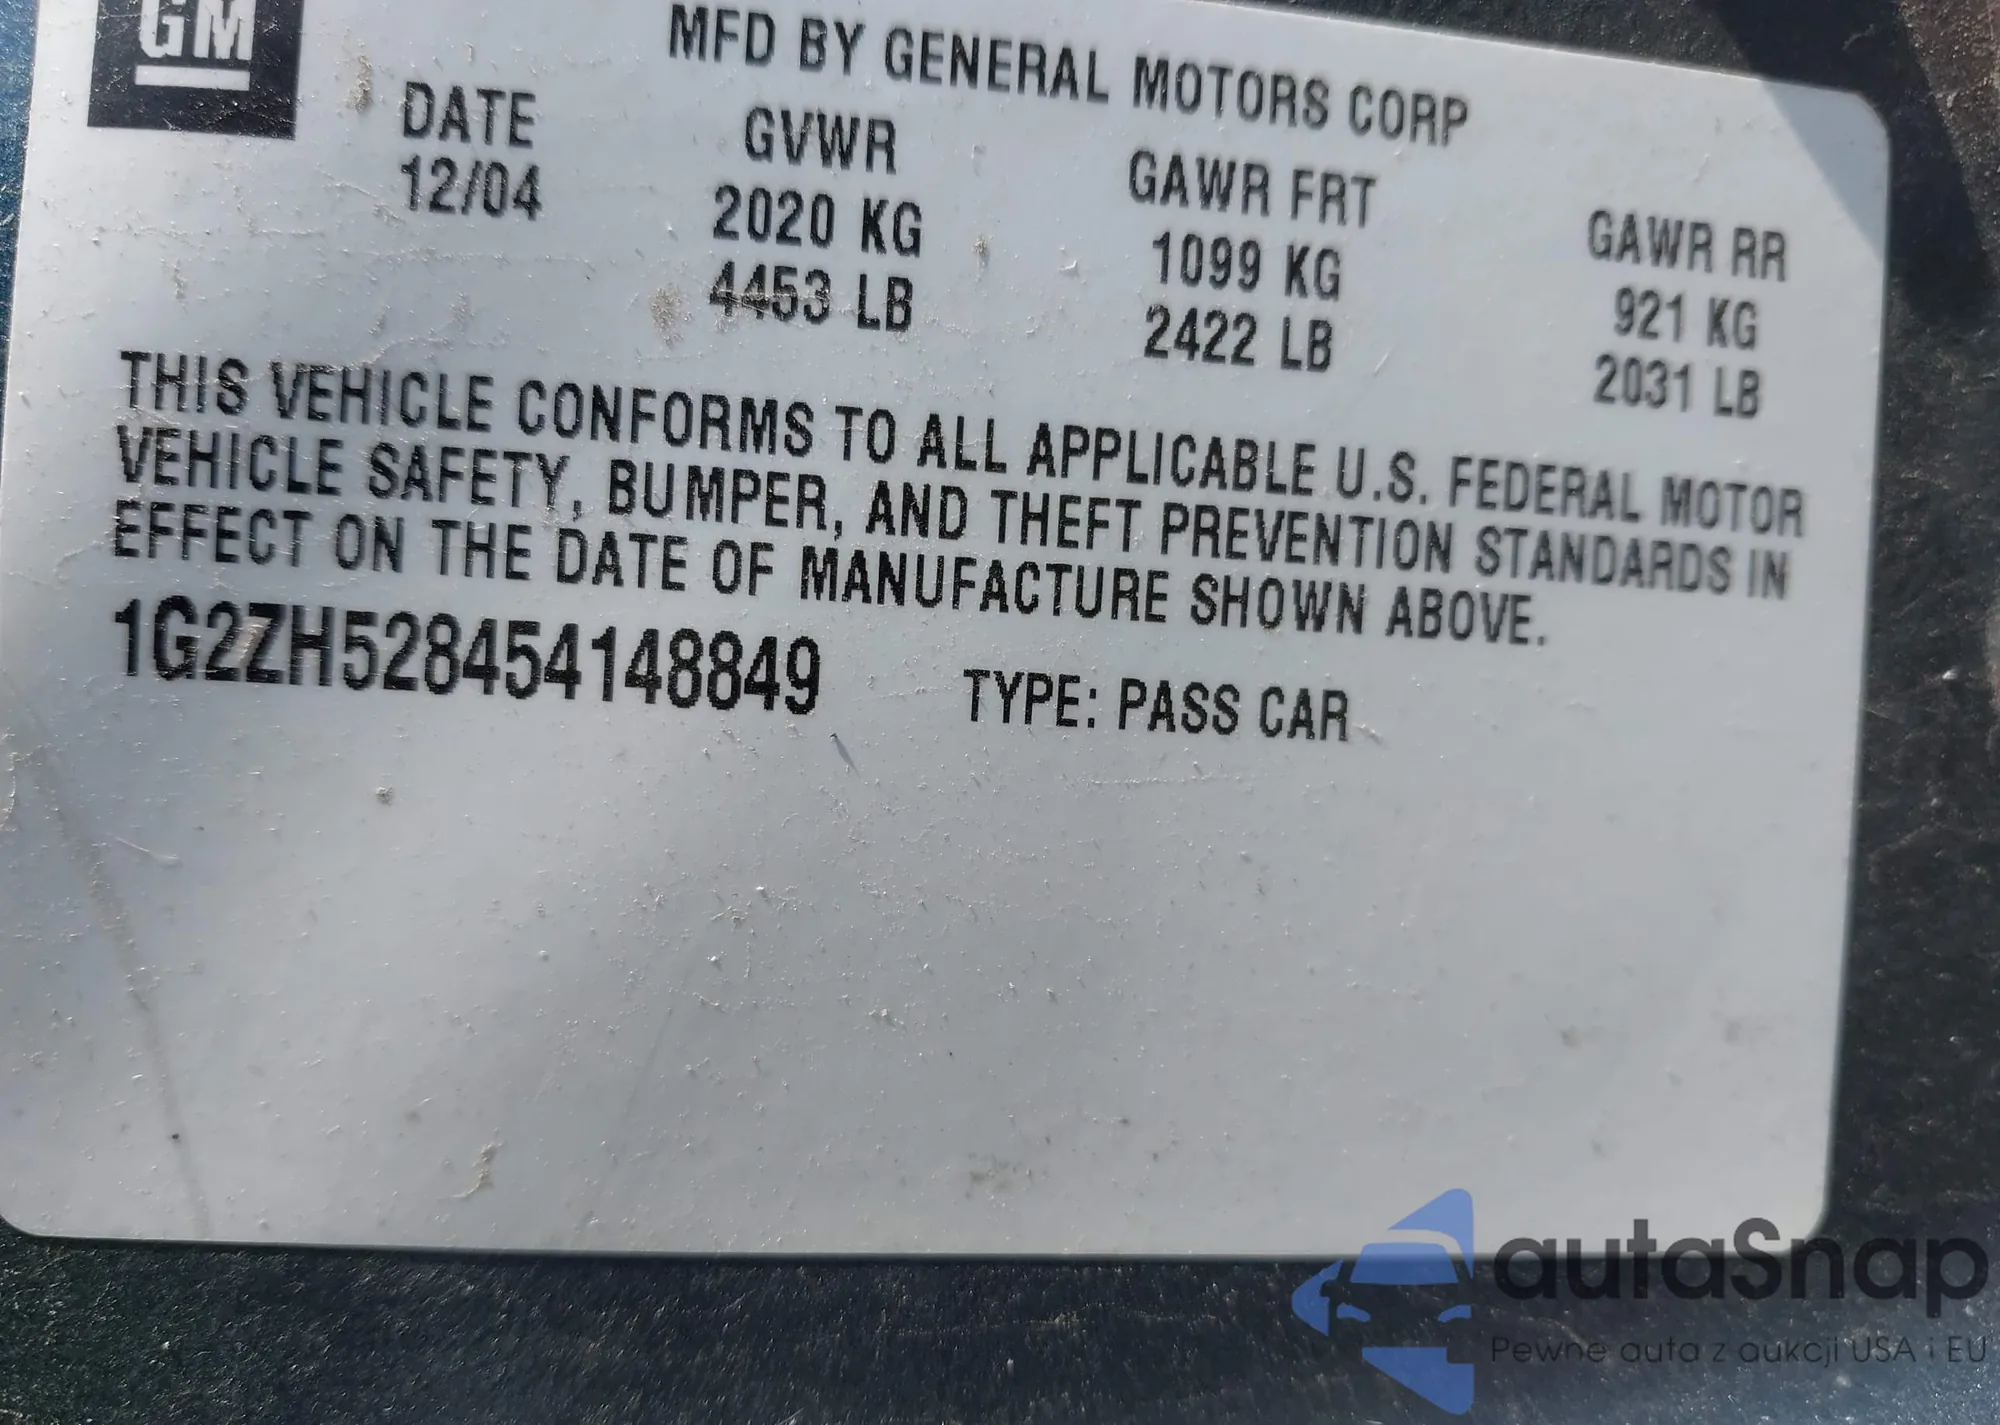 GM
MFD BY GENERAL MOTORS CORP
DATE GVWR GAWR FRT GAWR RR
12/04 2020 KG 1099 KG 921 KG
4453 LB 2422 LB 2031 LB
THIS VEHICLE CONFORMS TO ALL APPLICABLE U.S. FEDERAL MOTOR
VEHICLE SAFETY, BUMPER, AND THEFT PREVENTION STANDARDS IN
EFFECT ON THE DATE OF MANUFACTURE SHOWN ABOVE.
1G2ZH528454148849 TYPE: PASS CAR
autaSnap
Pewne auta z aukcji USA i EU